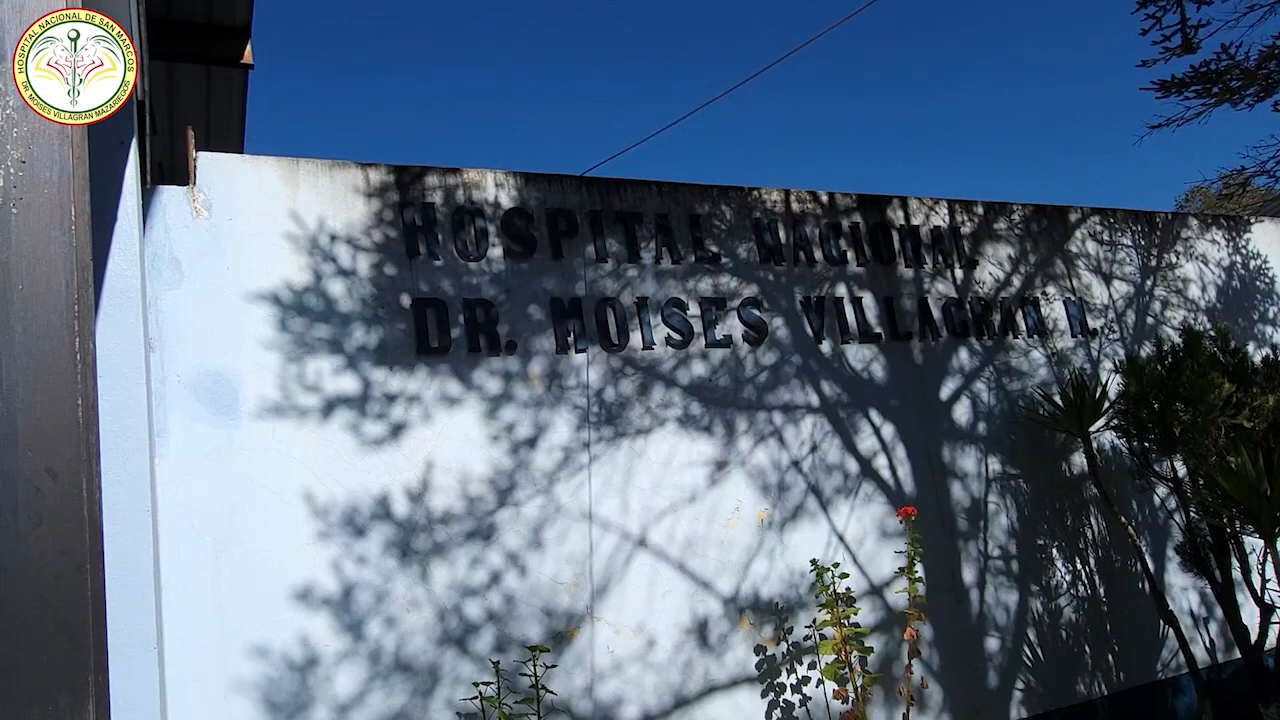 HOSPITAL NACIONAL DE SAN MARCOS
DR. MOISES VILLAGRAN MAZARIEGOS
HOSPITAL NACIONAL
DR. MOISES VILLAGRAN M.